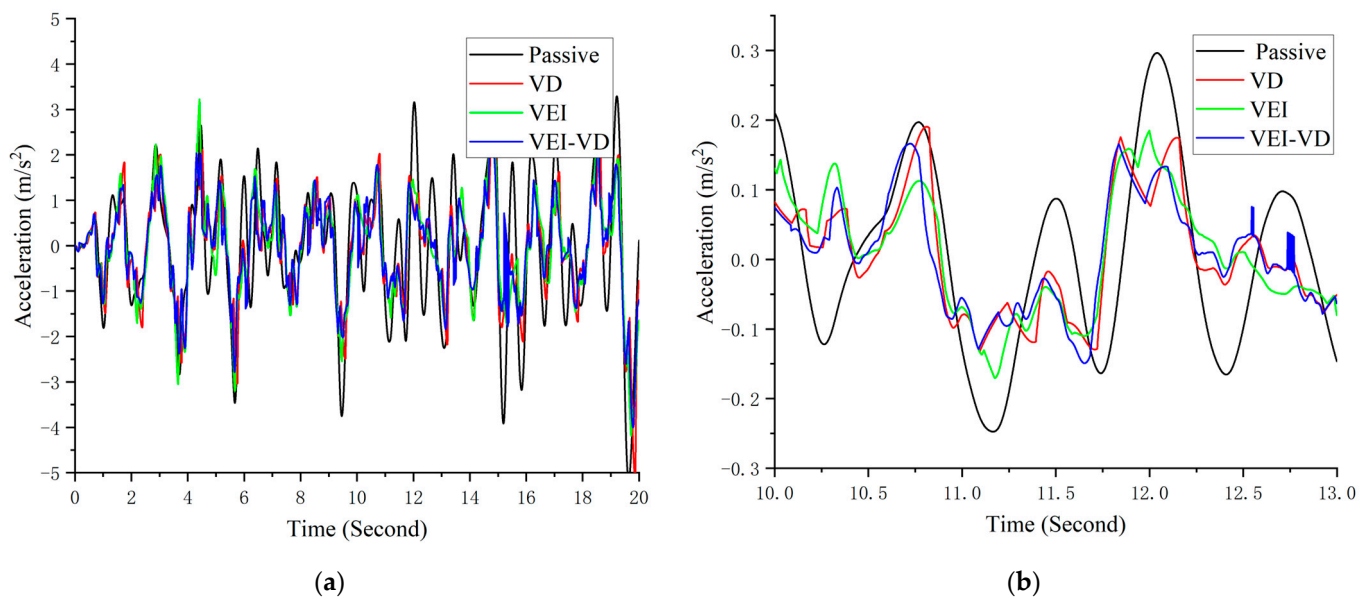 5
4
3
2
1
0
−1
−2
−3
−4
−5
Acceleration (m/s²)
Passive
VD
VEI
VEI-VD
0 2 4 6 8 10 12 14 16 18 20
Time (Second)
(a)
0.3
0.2
0.1
0.0
−0.1
−0.2
−0.3
Acceleration (m/s²)
Passive
VD
VEI
VEI-VD
10.0 10.5 11.0 11.5 12.0 12.5 13.0
Time (Second)
(b)